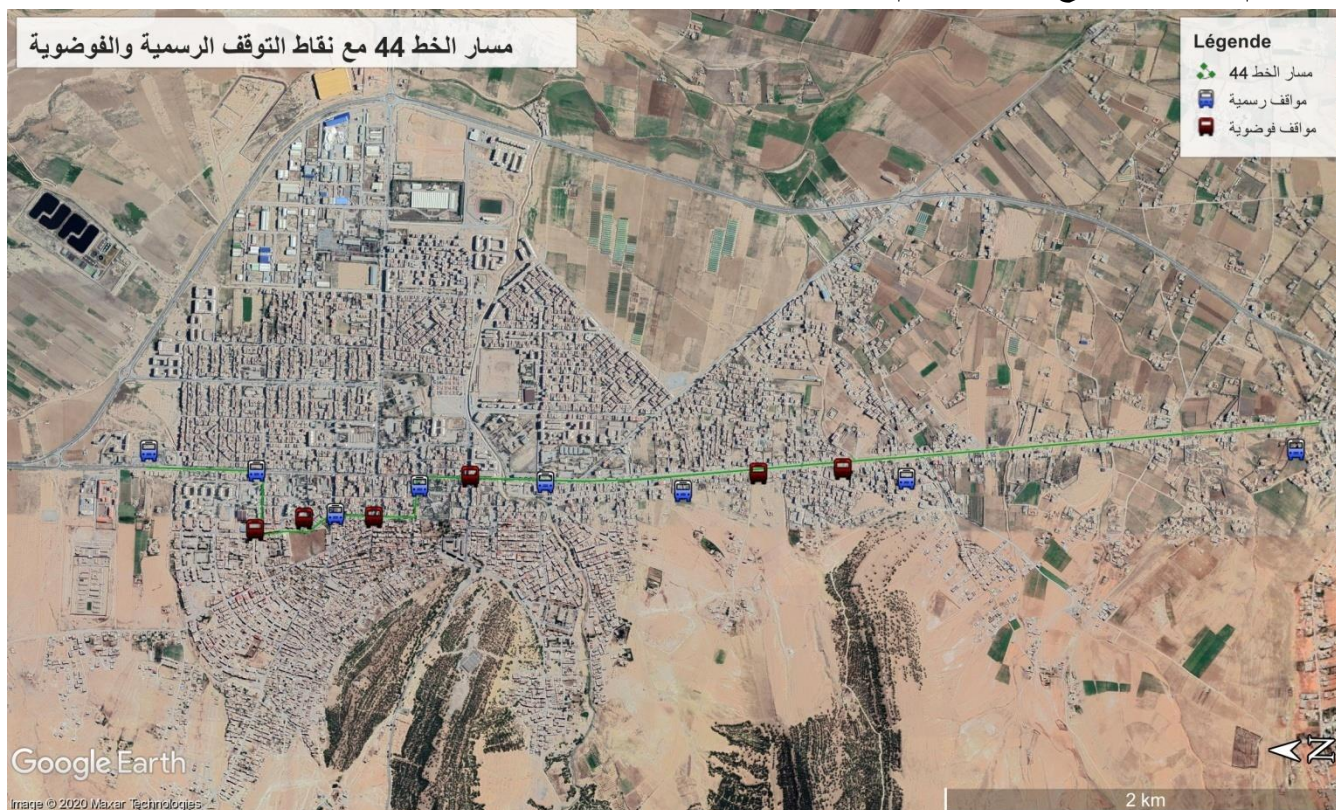 مسار الخط 44 مع نقاط التوقف الرسمية والفوضوية
Légende
مسار الخط 44
مواقف رسمية
مواقف فوضوية
Google Earth
Image © 2020 Maxar Technologies
2 km
N